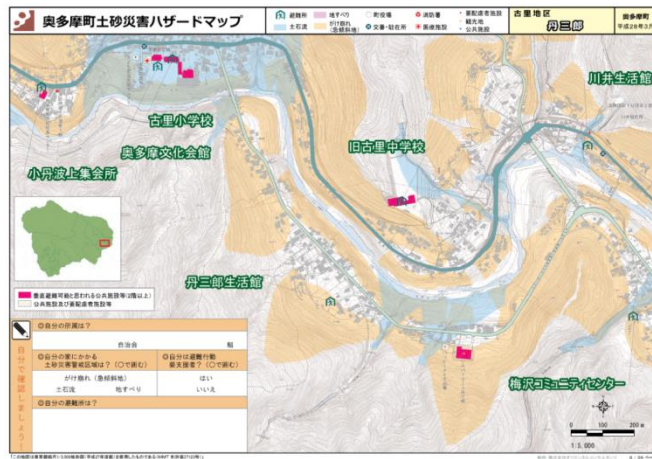 奥多摩町土砂災害ハザードマップ
避難所
土石流
地すべり
がけ崩れ
(急傾斜地)
町役場
交番・駐在所
消防署
医療施設
要配慮者施設
観光地
公共施設
古里地区
丹三郎
奥多摩町
平成28年3月
川井生活館
古里小学校
奥多摩文化会館
旧古里中学校
小丹波上集会所
丹三郎生活館
梅沢コミュニティセンター
垂直避難可能と思われる公共施設等(2階以上)
公共施設及び要配慮者施設等
自分で確認しましょう!
◎自分の所属は?
自治会 組
◎自分の家にかかる
土砂災害警戒区域は?(○で囲む)
がけ崩れ(急傾斜地)
土石流 地すべり
◎自分は避難行動
要支援者?(○で囲む)
はい
いいえ
◎自分の避難所は?
0 100 200 m
1:5,000